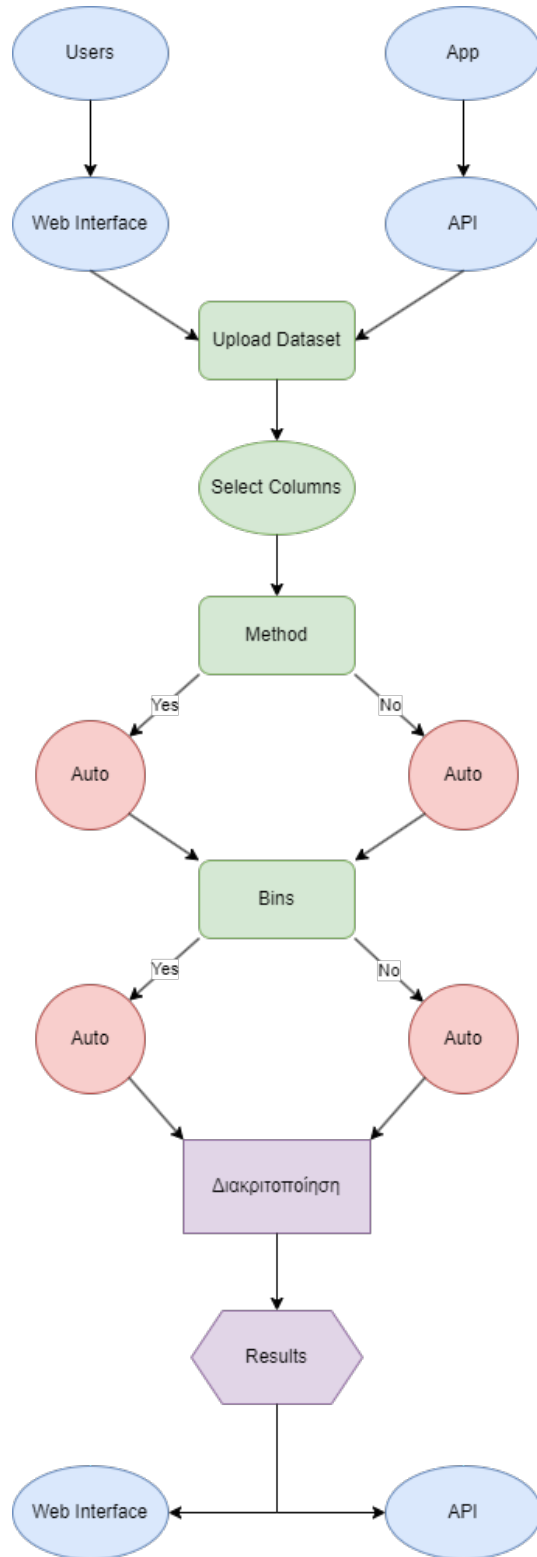 Users
App
Web Interface
API
Upload Dataset
Select Columns
Method
Yes
No
Auto
Auto
Bins
Yes
No
Auto
Auto
Διακριτοποίηση
Results
Web Interface
API